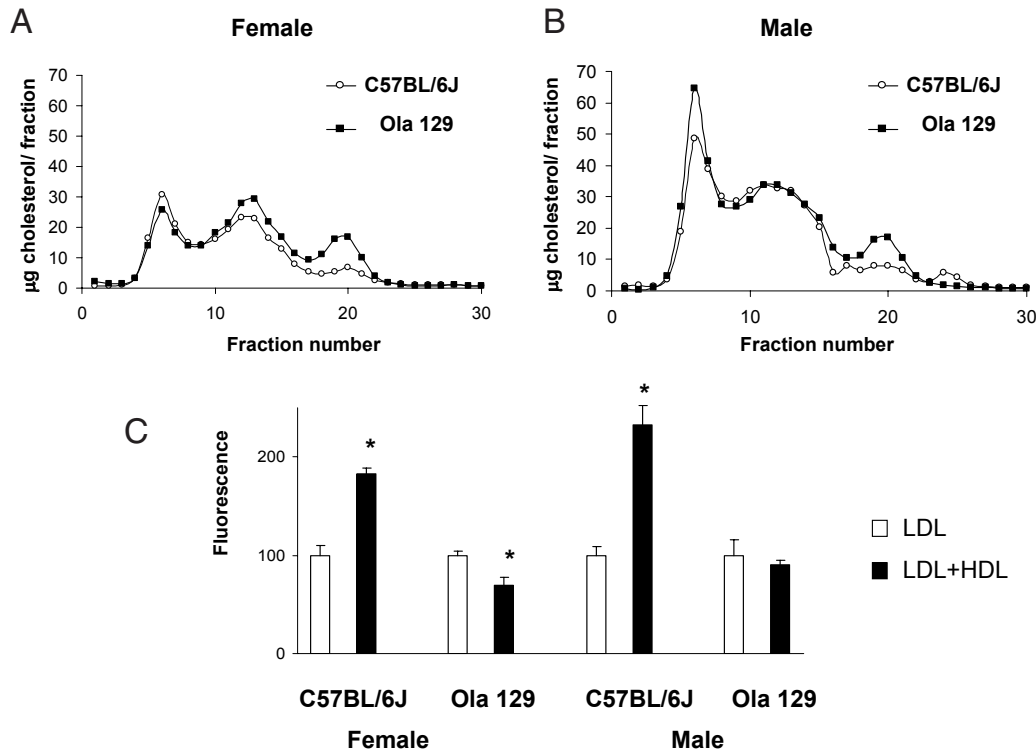 A
Female
70
60
50
40
30
20
10
0
µg cholesterol/ fraction
C57BL/6J
Ola 129
0 10 20 30
Fraction number
B
Male
70
60
50
40
30
20
10
0
µg cholesterol/ fraction
C57BL/6J
Ola 129
0 10 20 30
Fraction number
C
Fluorescence
200
100
0
*
*
*
LDL
LDL+HDL
C57BL/6J Ola 129 C57BL/6J Ola 129
Female Male